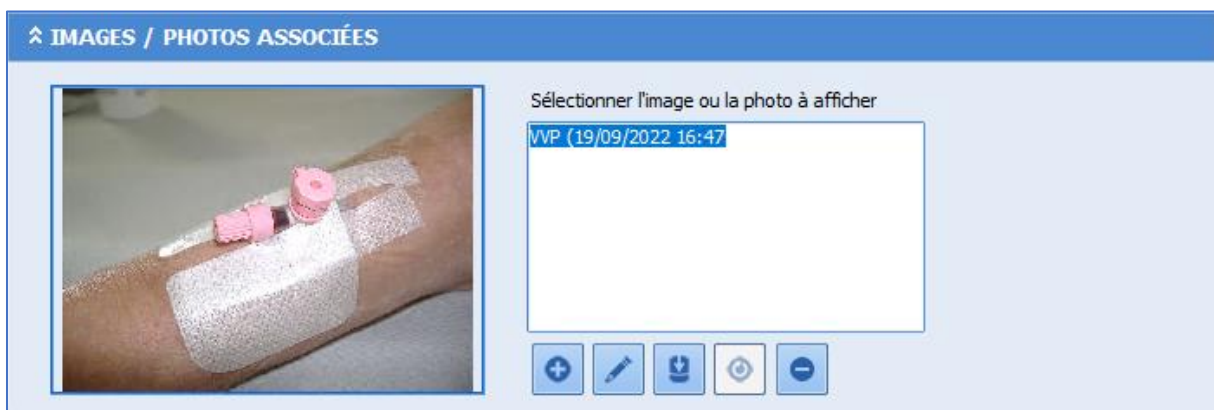 IMAGES / PHOTOS ASSOCIÉES
Sélectionner l'image ou la photo à afficher
VVP (19/09/2022 16:47